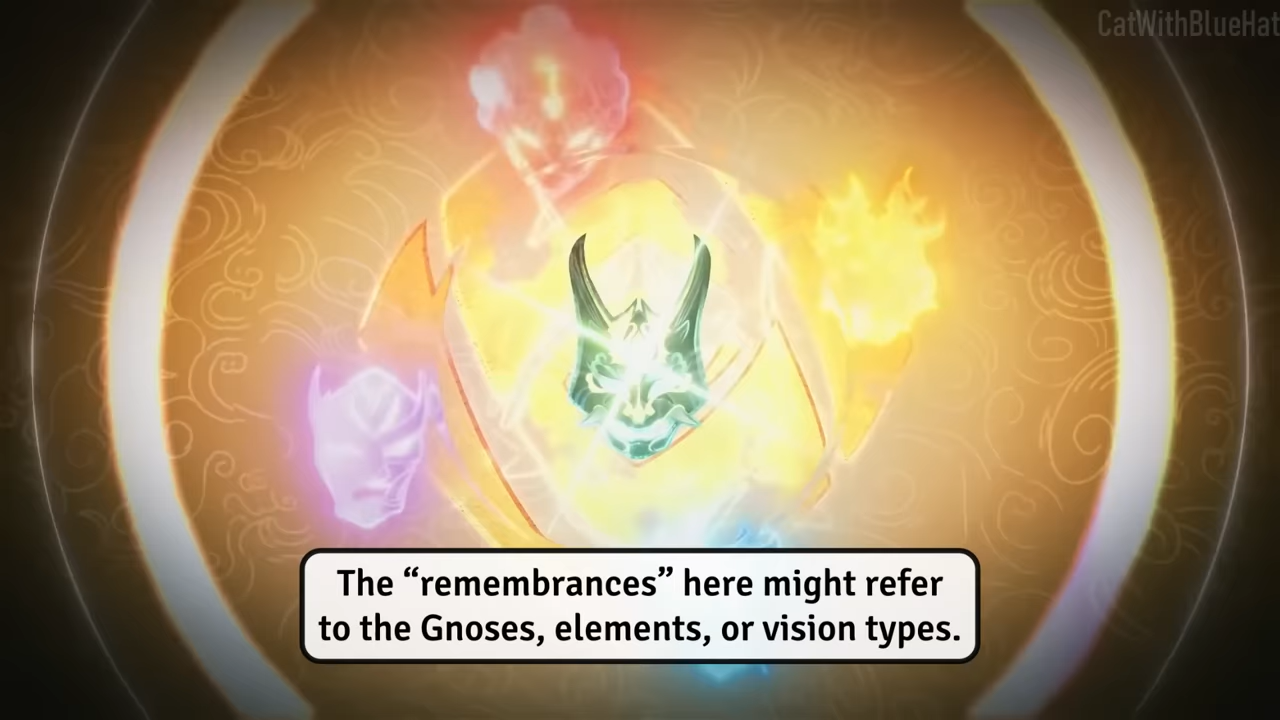 CatWithBlueHat
The “remembrances” here might refer
to the Gnoses, elements, or vision types.